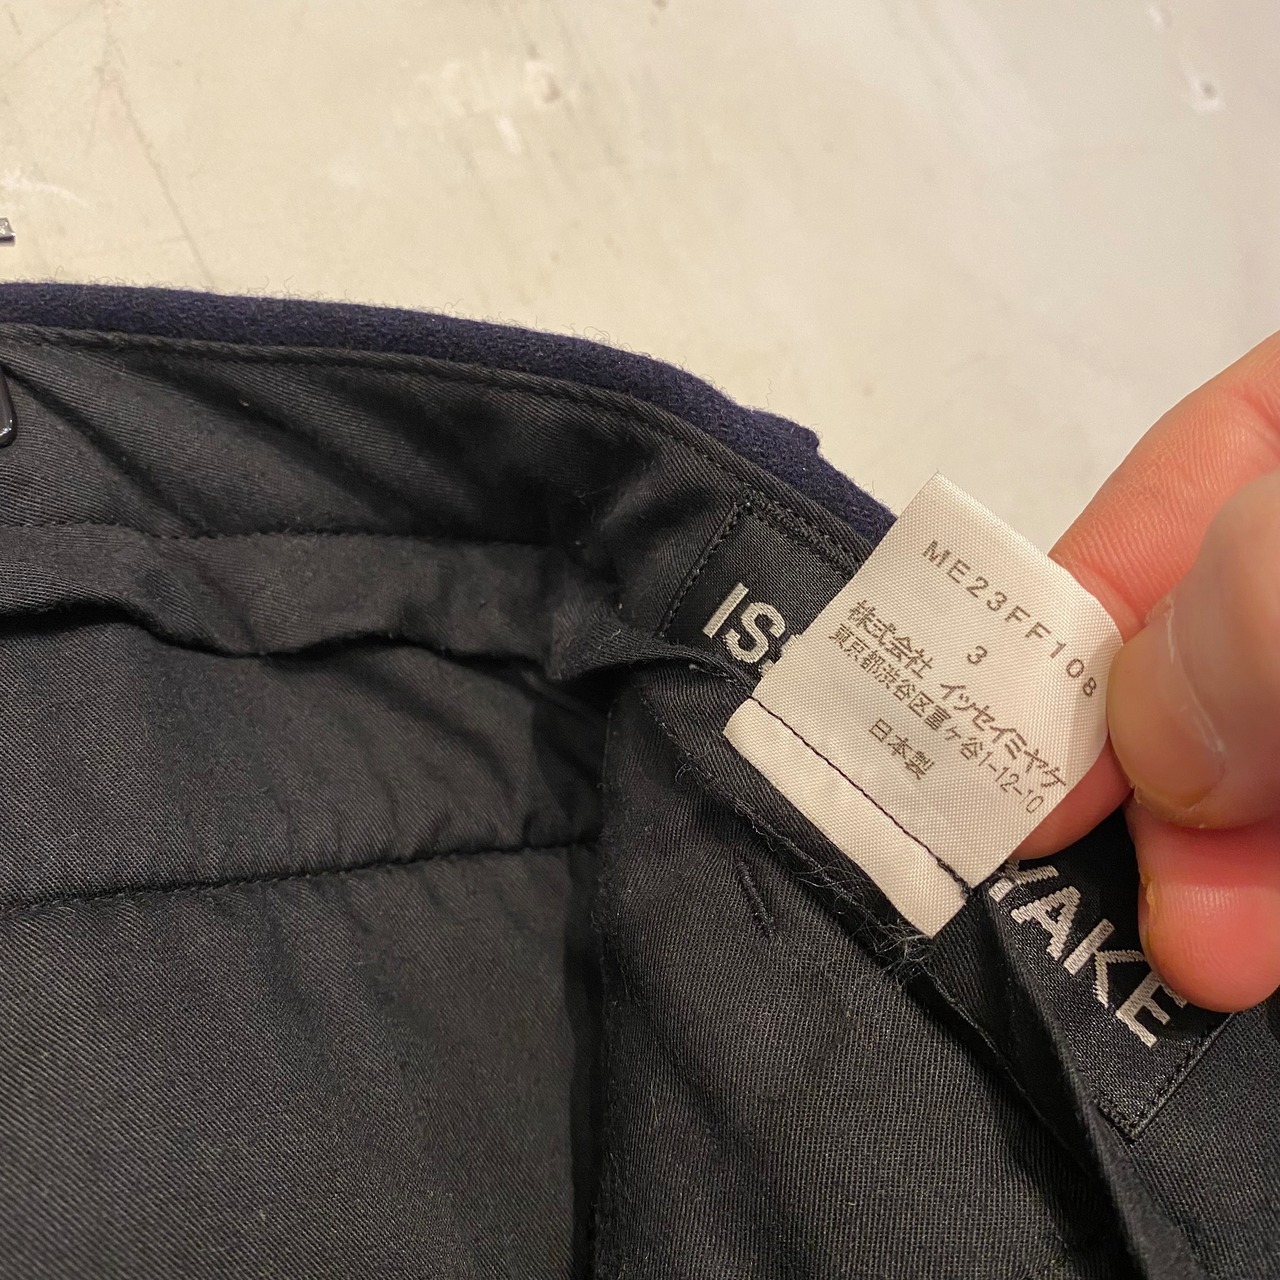 ME23FF108
3
株式会社 イッセイミヤケ
東京都渋谷区富ヶ谷1-12-10
日本製
IS
YAKE